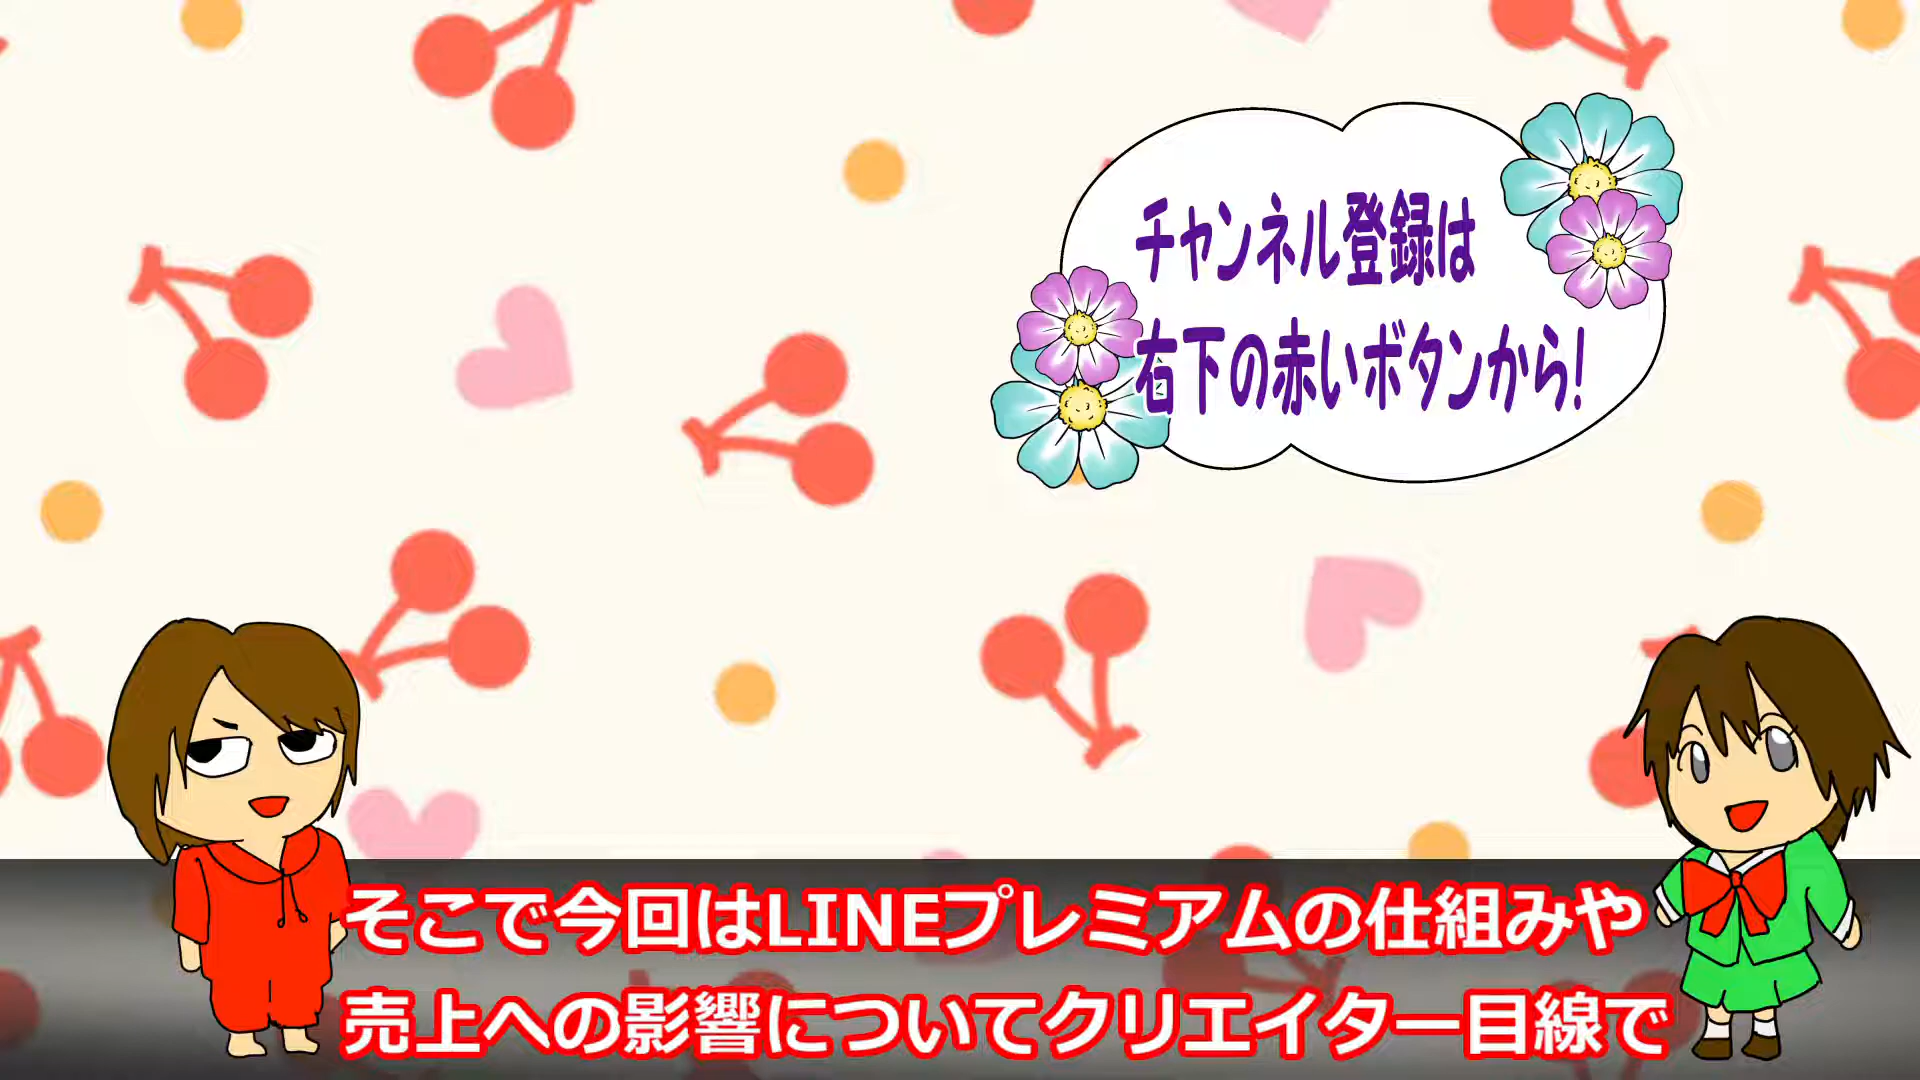 チャンネル登録は
右下の赤いボタンから!
そこで今回はLINEプレミアムの仕組みや
売上への影響についてクリエイター目線で